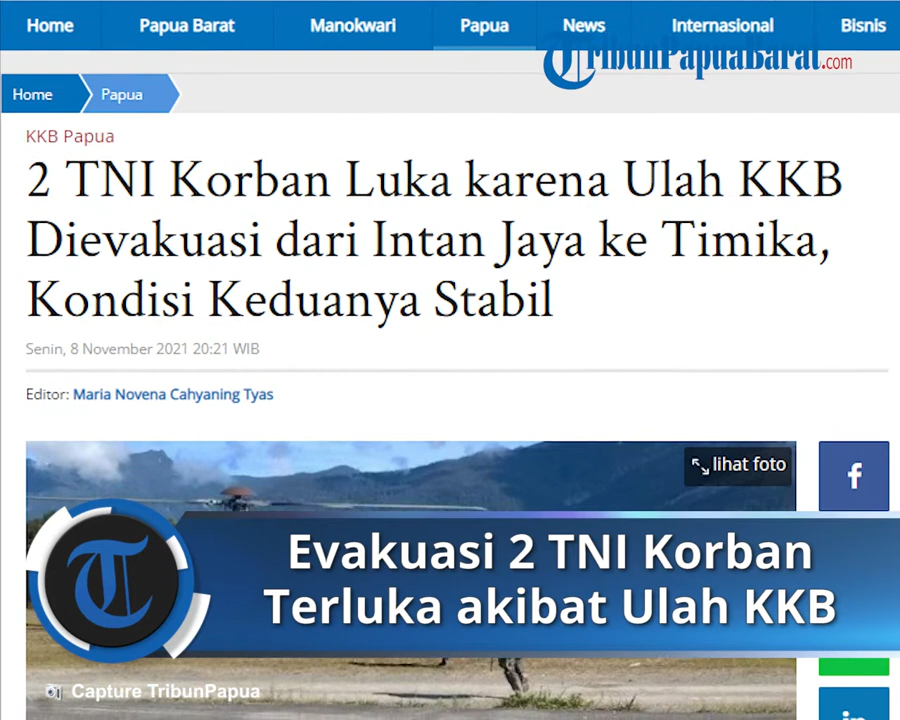 Home Papua Barat Manokwari Papua News Internasional Bisnis
TribunPapuaBarat.com
Home Papua
KKB Papua
2 TNI Korban Luka karena Ulah KKB
Dievakuasi dari Intan Jaya ke Timika,
Kondisi Keduanya Stabil
Senin, 8 November 2021 20:21 WIB
Editor: Maria Novena Cahyaning Tyas
lihat foto
f
Evakuasi 2 TNI Korban
Terluka akibat Ulah KKB
T
Capture TribunPapua
in